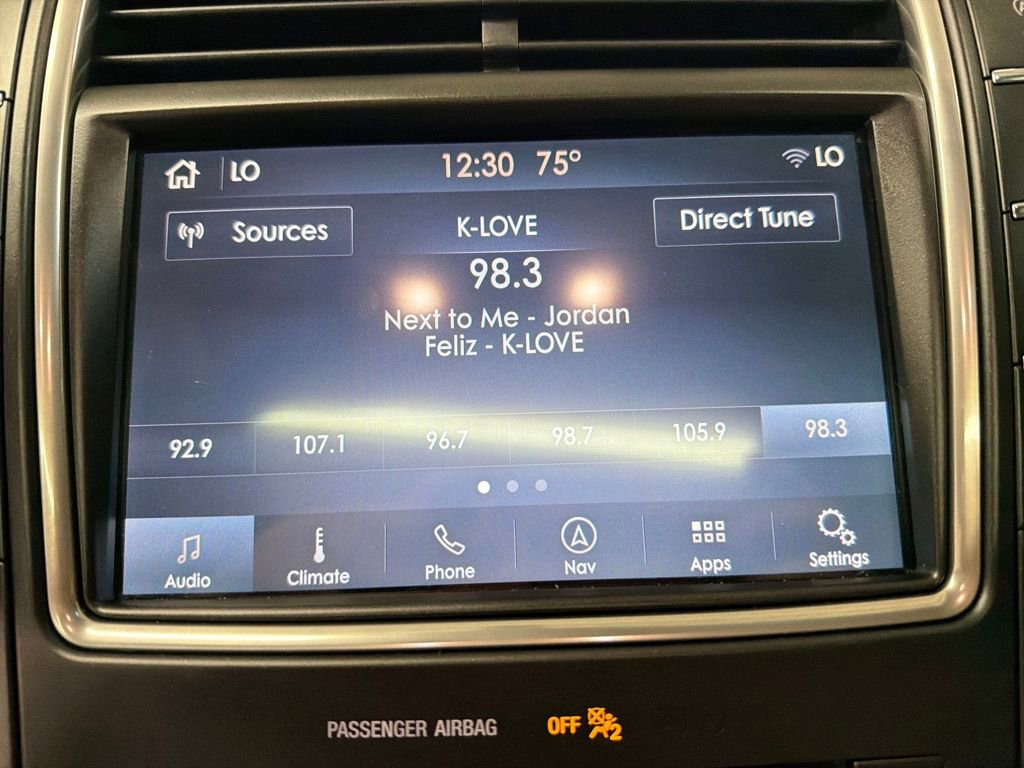 LO 12:30 75° LO
Sources K-LOVE Direct Tune
98.3
Next to Me - Jordan
Feliz - K-LOVE
92.9 107.1 96.7 98.7 105.9 98.3
Audio Climate Phone Nav Apps Settings
PASSENGER AIRBAG OFF 2